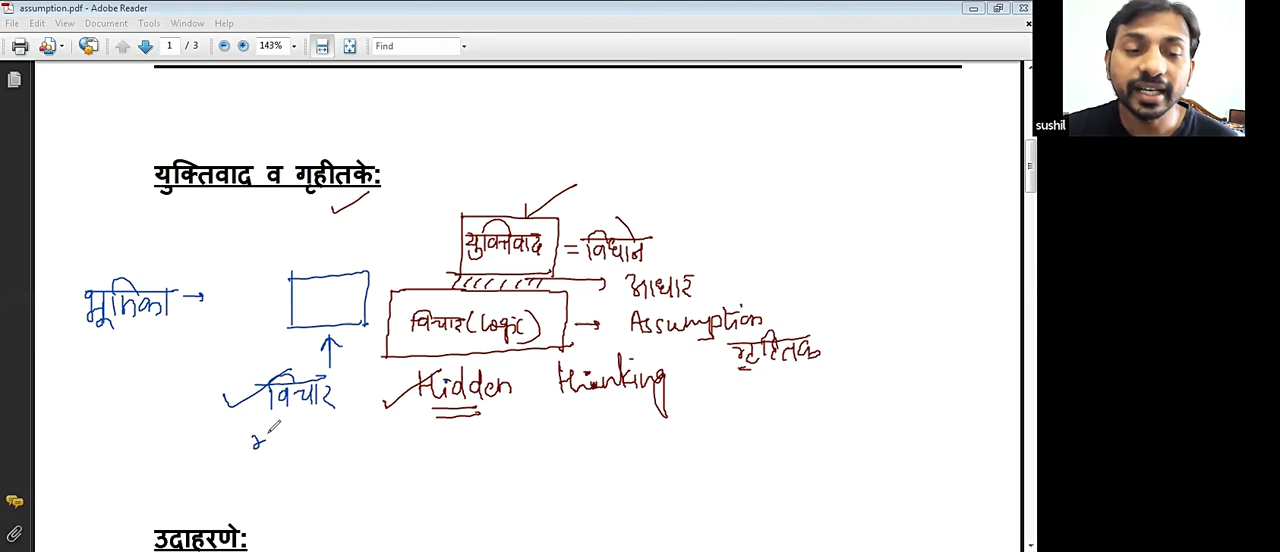 assumption.pdf - Adobe Reader
File Edit View Document Tools Window Help
1 / 3 143% Find
sushil
युक्तिवाद व गृहीतके:
युक्तिवाद = विधान
आधार
भूमिका →
विचार (Logic) → Assumption
गृहितक
विचार
Hidden thinking
उदाहरणे: